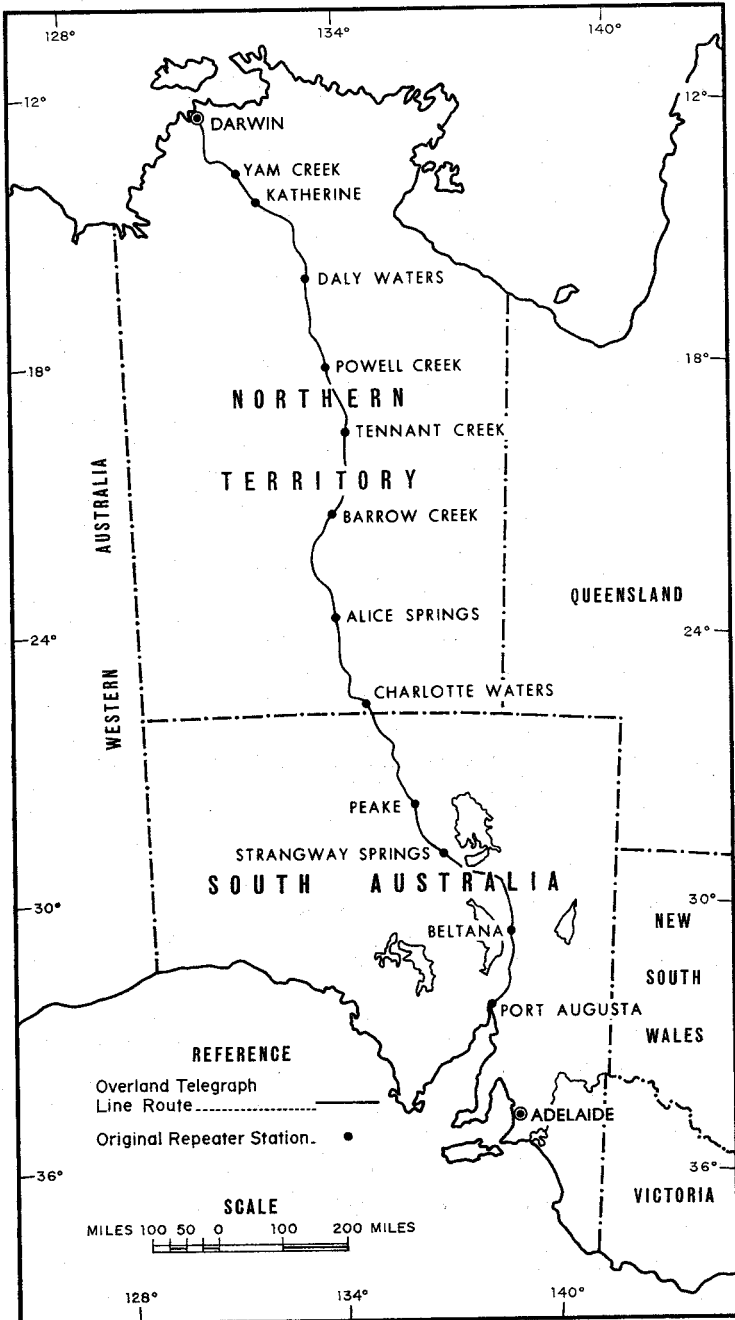 128° 134° 140°
12° 12°
DARWIN
YAM CREEK
KATHERINE
DALY WATERS
18° POWELL CREEK 18°
NORTHERN
TENNANT CREEK
TERRITORY
BARROW CREEK
WESTERN AUSTRALIA
QUEENSLAND
ALICE SPRINGS
24° 24°
CHARLOTTE WATERS
PEAKE
STRANGWAY SPRINGS
SOUTH AUSTRALIA
30° 30°
BELTANA
NEW
SOUTH
WALES
PORT AUGUSTA
REFERENCE
Overland Telegraph
Line Route
Original Repeater Station
ADELAIDE
36° 36°
VICTORIA
SCALE
MILES 100 50 0 100 200 MILES
128° 134° 140°